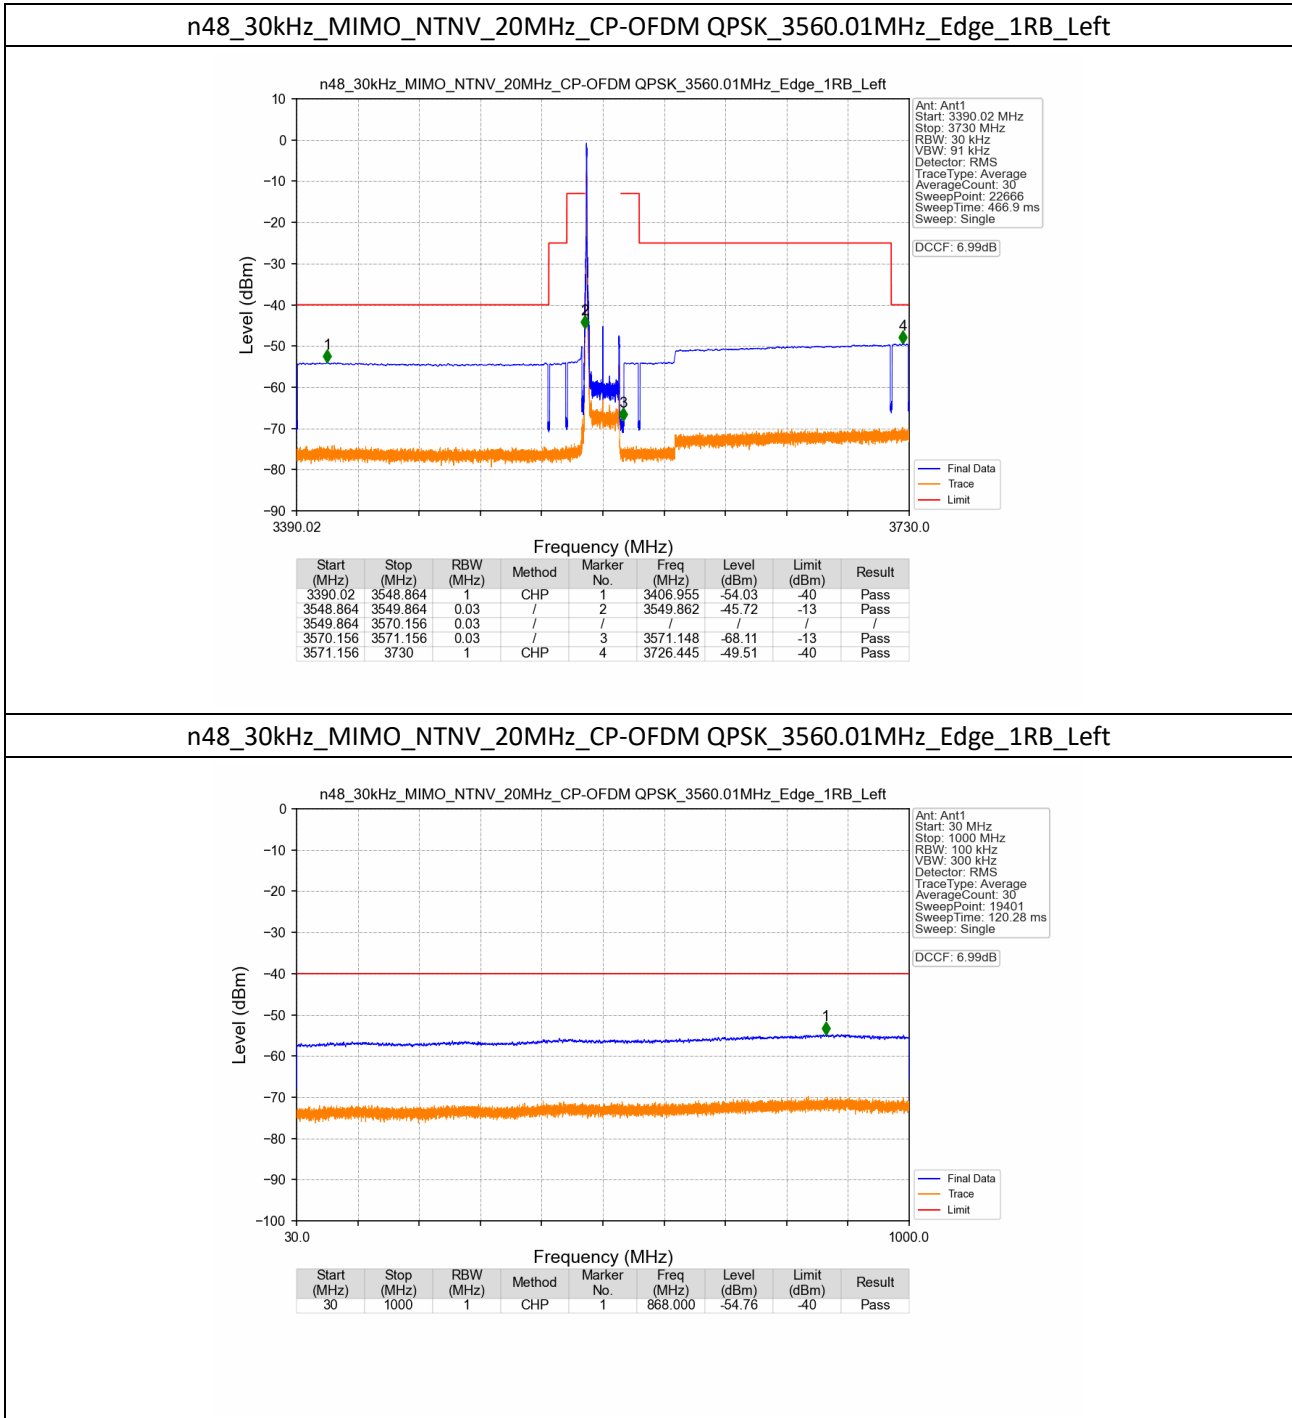 n48_30kHz_MIMO_NTNV_20MHz_CP-OFDM QPSK_3560.01MHz_Edge_1RB_Left
n48_30kHz_MIMO_NTNV_20MHz_CP-OFDM QPSK_3560.01MHz_Edge_1RB_Left
Ant: Ant1
Start: 3390.02 MHz
Stop: 3730 MHz
RBW: 30 kHz
VBW: 91 kHz
Detector: RMS
TraceType: Average
AverageCount: 30
SweepPoint: 22666
SweepTime: 466.9 ms
Sweep: Single
DCCF: 6.99dB
10
0
−10
−20
−30
−40
−50
−60
−70
−80
−90
Level (dBm)
1
2
3
4
Final Data
Trace
Limit
3390.02 3730.0
Frequency (MHz)
Start (MHz) Stop (MHz) RBW (MHz) Method Marker No. Freq (MHz) Level (dBm) Limit (dBm) Result
3390.02 3548.864 1 CHP 1 3406.955 -54.03 -40 Pass
3548.864 3549.864 0.03 / 2 3549.862 -45.72 -13 Pass
3549.864 3570.156 0.03 / / / / / /
3570.156 3571.156 0.03 / 3 3571.148 -68.11 -13 Pass
3571.156 3730 1 CHP 4 3726.445 -49.51 -40 Pass
n48_30kHz_MIMO_NTNV_20MHz_CP-OFDM QPSK_3560.01MHz_Edge_1RB_Left
n48_30kHz_MIMO_NTNV_20MHz_CP-OFDM QPSK_3560.01MHz_Edge_1RB_Left
Ant: Ant1
Start: 30 MHz
Stop: 1000 MHz
RBW: 100 kHz
VBW: 300 kHz
Detector: RMS
TraceType: Average
AverageCount: 30
SweepPoint: 19401
SweepTime: 120.28 ms
Sweep: Single
DCCF: 6.99dB
0
−10
−20
−30
−40
−50
−60
−70
−80
−90
−100
Level (dBm)
1
Final Data
Trace
Limit
30.0 1000.0
Frequency (MHz)
Start (MHz) Stop (MHz) RBW (MHz) Method Marker No. Freq (MHz) Level (dBm) Limit (dBm) Result
30 1000 1 CHP 1 868.000 -54.76 -40 Pass